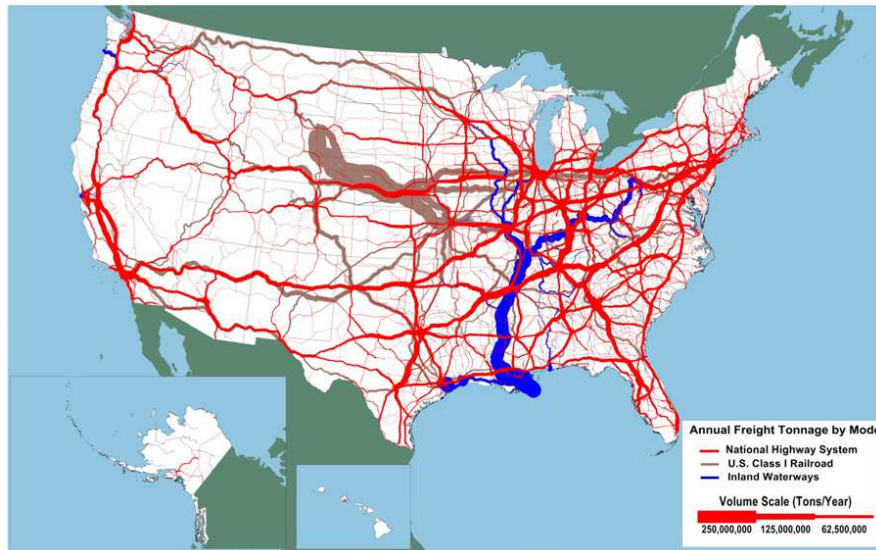 Annual Freight Tonnage by Mode
National Highway System
U.S. Class I Railroad
Inland Waterways
Volume Scale (Tons/Year)
250,000,000 125,000,000 62,500,000